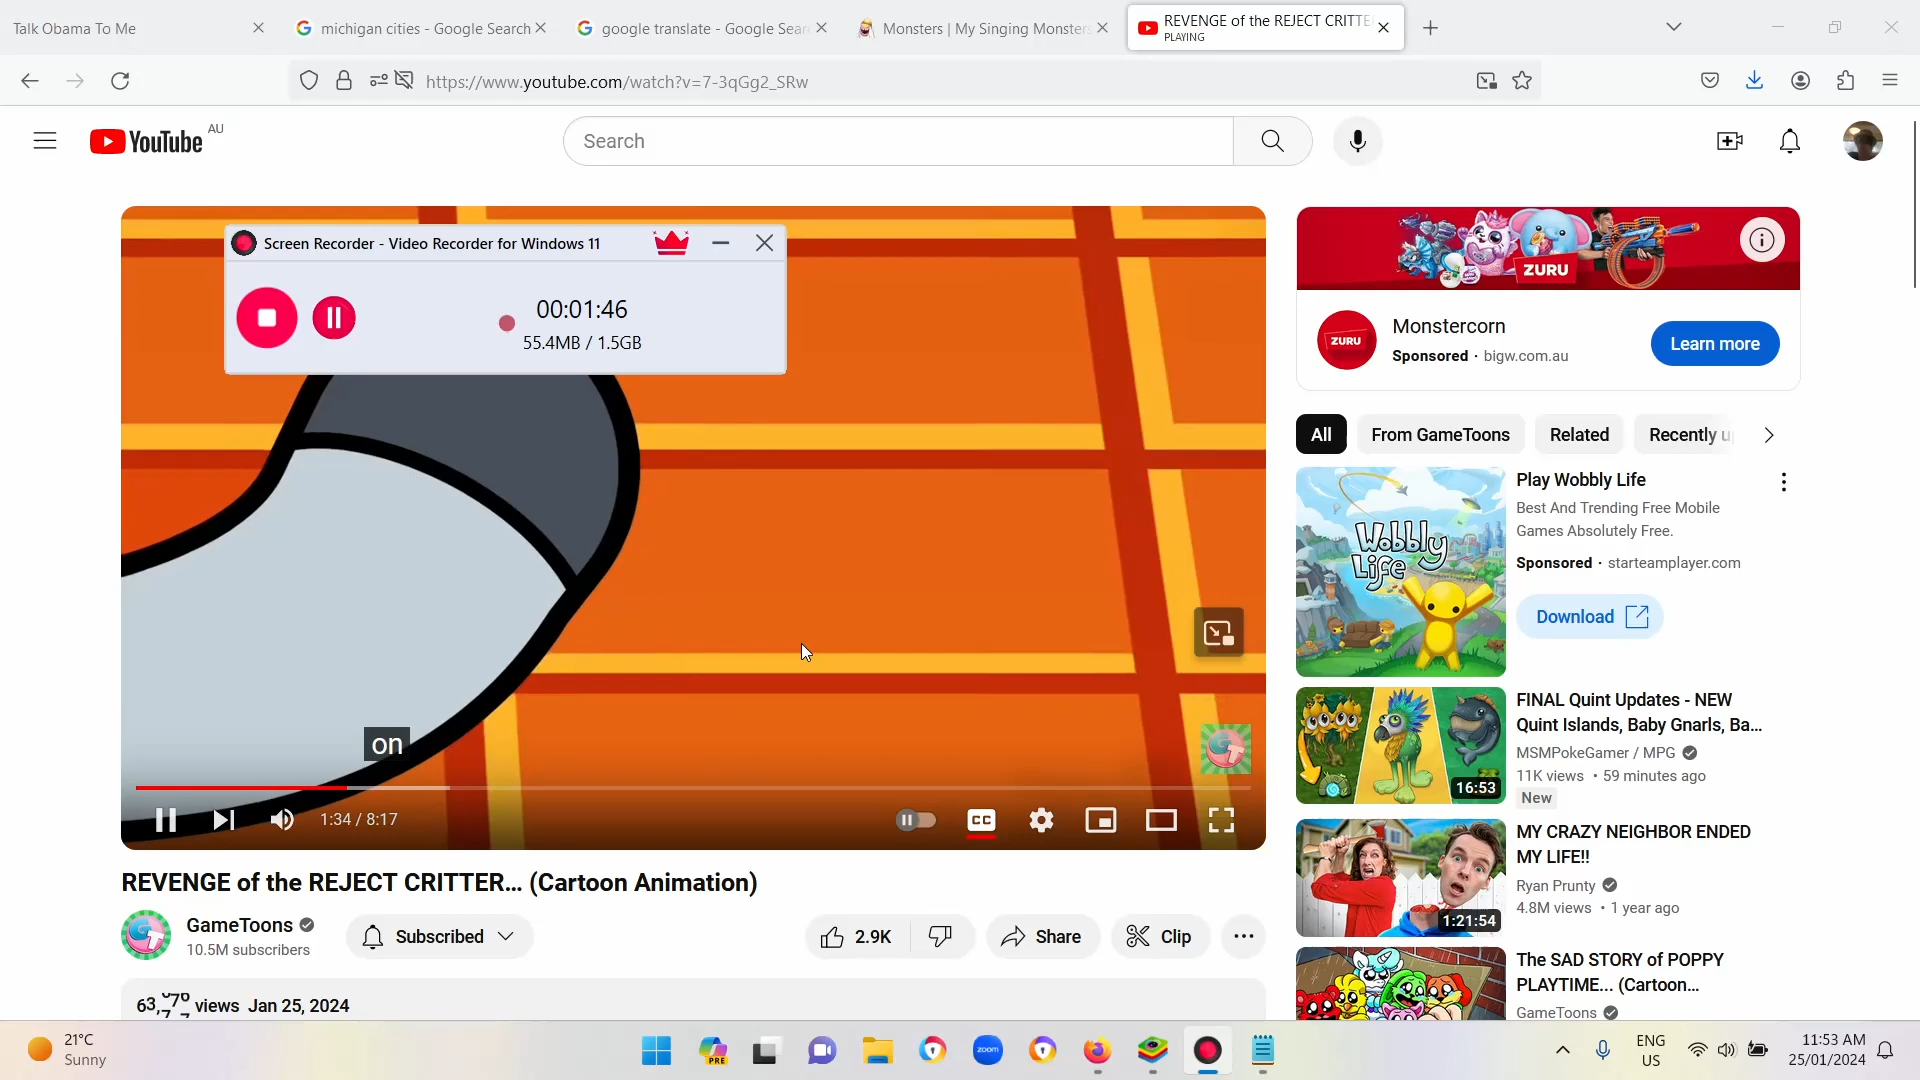 Talk Obama To Me
michigan cities - Google Search
google translate - Google Sear
Monsters | My Singing Monsters
REVENGE of the REJECT CRITTE
PLAYING
https://www.youtube.com/watch?v=7-3qGg2_SRw
YouTube AU
Search
Screen Recorder - Video Recorder for Windows 11
00:01:46
55.4MB / 1.5GB
on
1:34 / 8:17
CC
REVENGE of the REJECT CRITTER... (Cartoon Animation)
GameToons
10.5M subscribers
Subscribed
2.9K
Share
Clip
views Jan 25, 2024
ZURU
ZURU
Monstercorn
Sponsored · bigw.com.au
Learn more
All
From GameToons
Related
Recently u
Wobbly
Life
Play Wobbly Life
Best And Trending Free Mobile
Games Absolutely Free.
Sponsored · starteamplayer.com
Download
16:53
FINAL Quint Updates - NEW
Quint Islands, Baby Gnarls, Ba...
MSMPokeGamer / MPG
11K views • 59 minutes ago
New
1:21:54
MY CRAZY NEIGHBOR ENDED
MY LIFE!!
Ryan Prunty
4.8M views • 1 year ago
The SAD STORY of POPPY
PLAYTIME... (Cartoon...
GameToons
21°C
Sunny
PRE
zoom
ENG
US
11:53 AM
25/01/2024